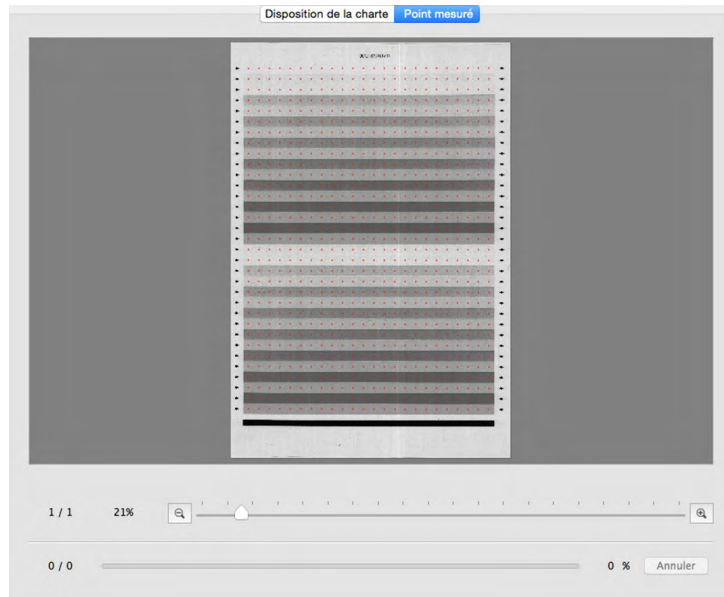 Disposition de la charte Point mesuré
1 / 1 21%
0 / 0 0 % Annuler